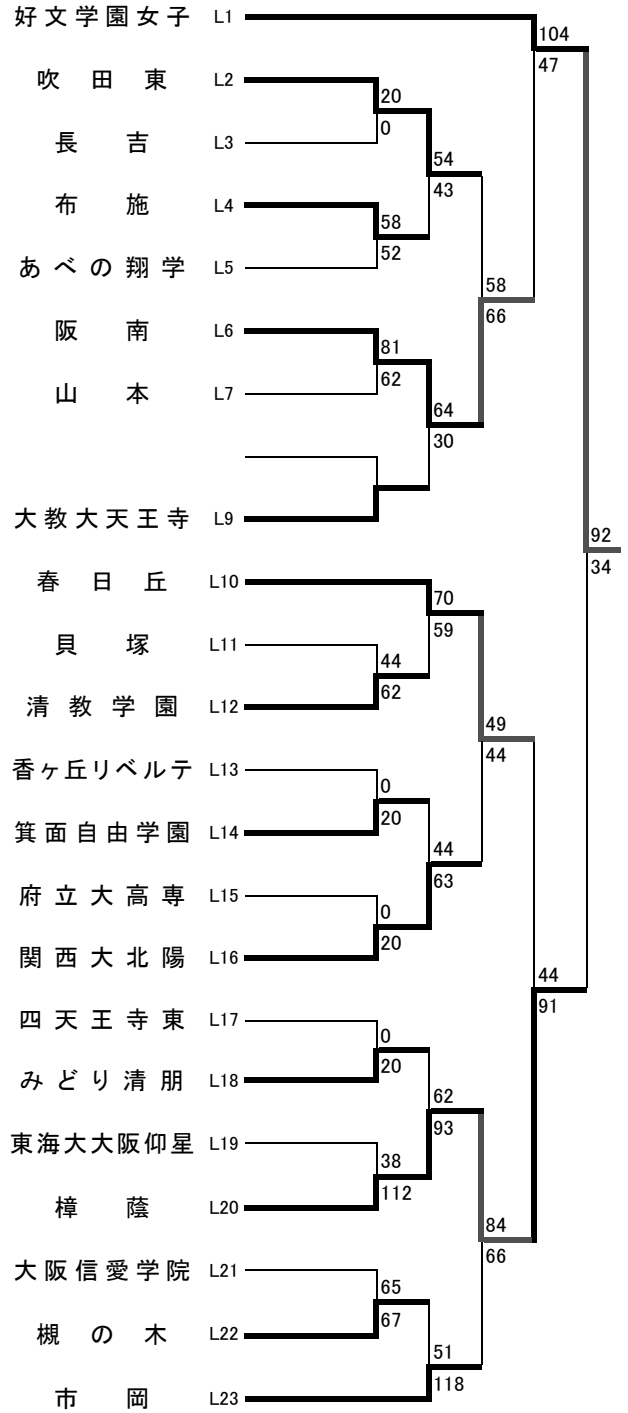 好文学園女子 L1
104
47
吹田東 L2
20
0
長吉 L3
54
43
布施 L4
58
52
あべの翔学 L5
58
66
阪南 L6
81
62
山本 L7
64
30
大教大天王寺 L9
92
34
春日丘 L10
70
59
貝塚 L11
44
62
清教学園 L12
49
44
香ヶ丘リベルテ L13
0
20
箕面自由学園 L14
44
63
府立大高専 L15
0
20
関西大北陽 L16
44
91
四天王寺東 L17
0
20
みどり清朋 L18
62
93
東海大大阪仰星 L19
38
112
樟蔭 L20
84
66
大阪信愛学院 L21
65
67
槻の木 L22
51
118
市岡 L23